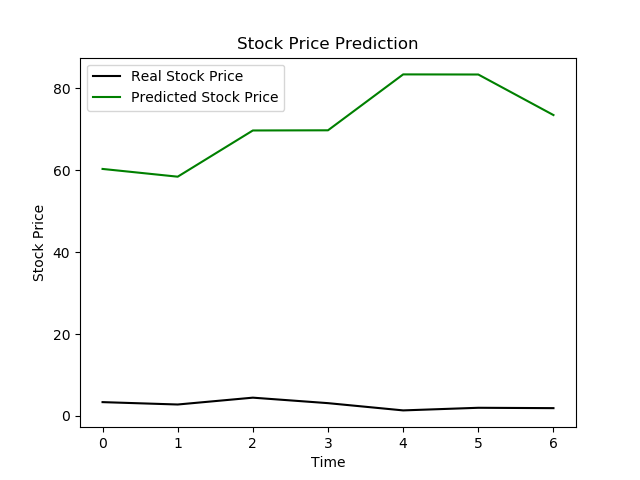 Stock Price Prediction
Real Stock Price
Predicted Stock Price
Stock Price
80
60
40
20
0
0 1 2 3 4 5 6
Time